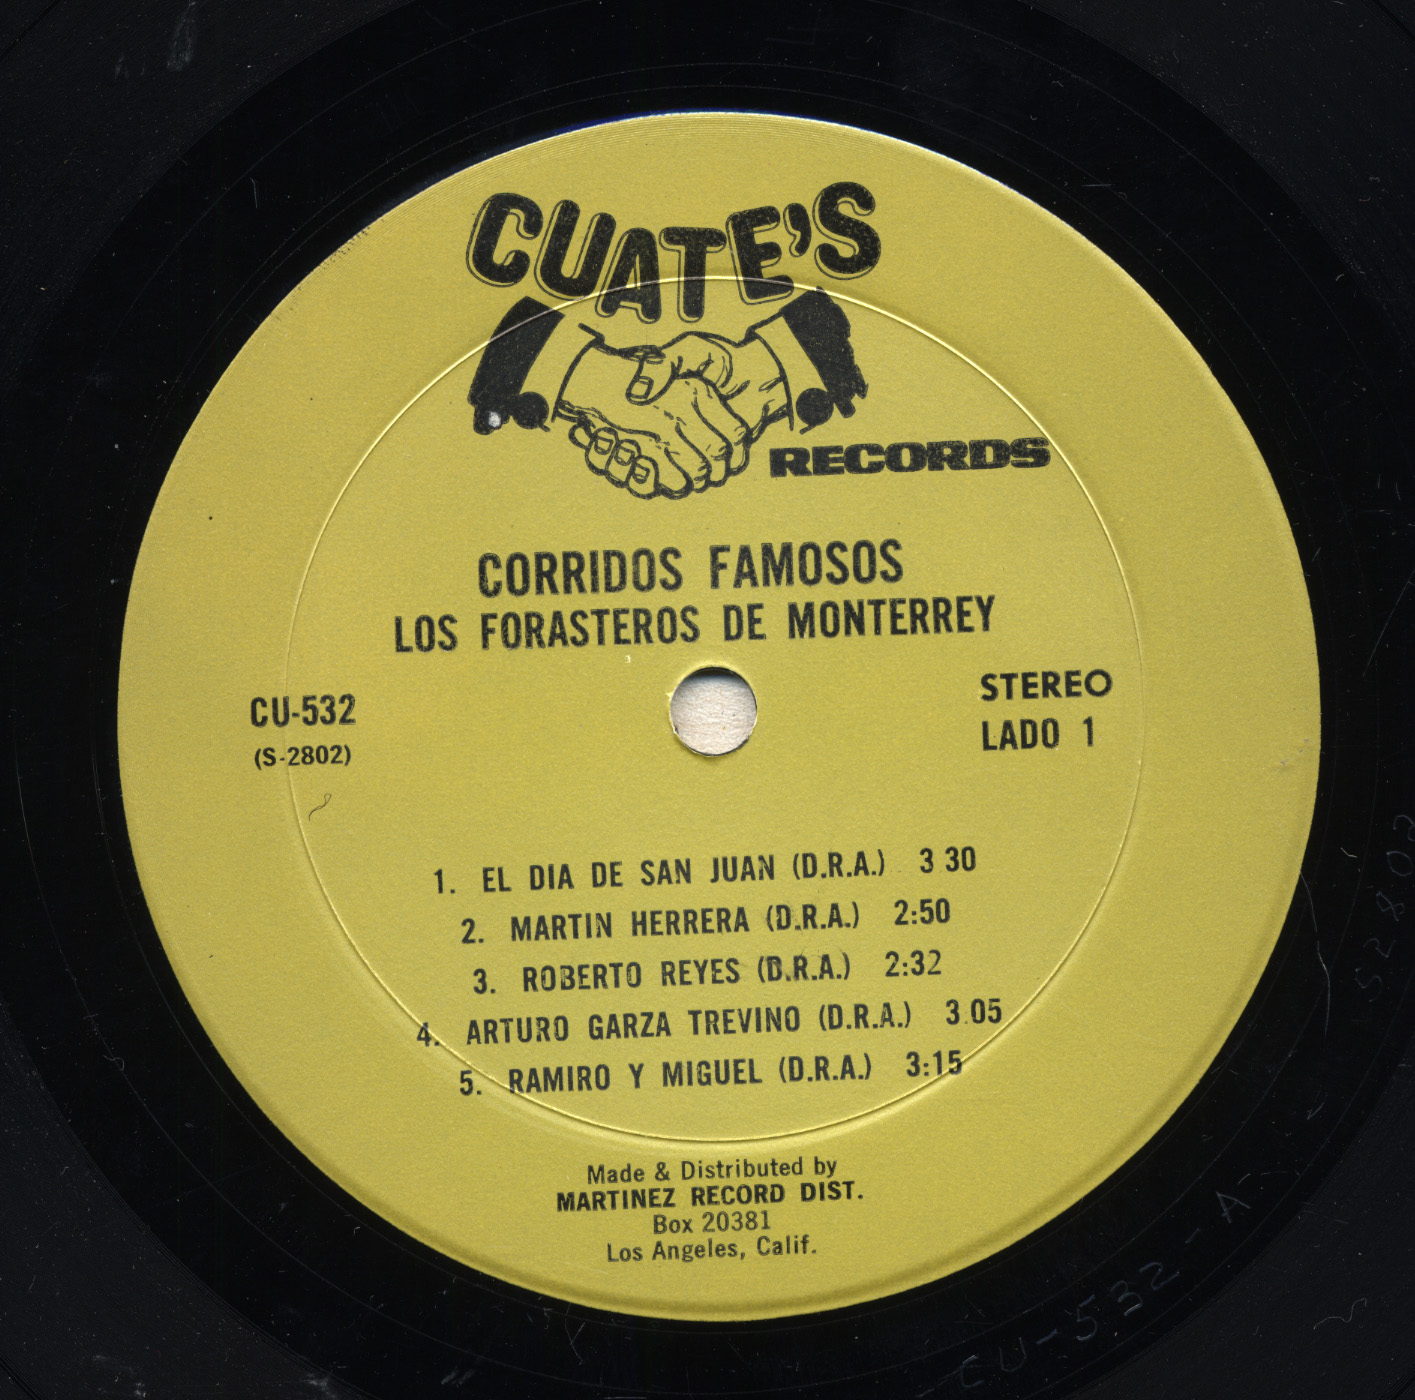 CUATE'S
RECORDS
CORRIDOS FAMOSOS
LOS FORASTEROS DE MONTERREY
CU-532
(S-2802)
STEREO
LADO 1
1. EL DIA DE SAN JUAN (D.R.A.) 3 30
2. MARTIN HERRERA (D.R.A.) 2:50
3. ROBERTO REYES (D.R.A.) 2:32
4. ARTURO GARZA TREVINO (D.R.A.) 3.05
5. RAMIRO Y MIGUEL (D.R.A.) 3:15
Made & Distributed by
MARTINEZ RECORD DIST.
Box 20381
Los Angeles, Calif.
CU-532-A
S2802